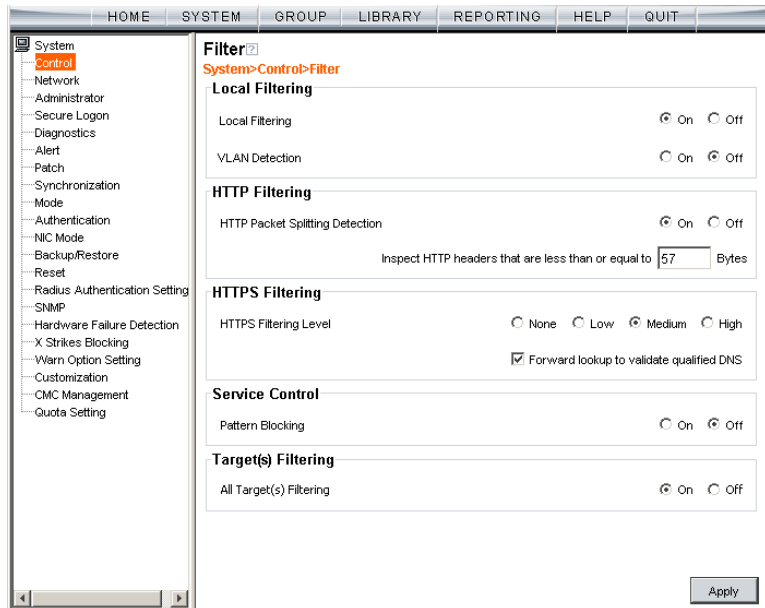 HOME SYSTEM GROUP LIBRARY REPORTING HELP QUIT
System
Control
Network
Administrator
Secure Logon
Diagnostics
Alert
Patch
Synchronization
Mode
Authentication
NIC Mode
Backup/Restore
Reset
Radius Authentication Setting
SNMP
Hardware Failure Detection
X Strikes Blocking
Warn Option Setting
Customization
CMC Management
Quota Setting
Filter ?
System>Control>Filter
Local Filtering
Local Filtering On Off
VLAN Detection On Off
HTTP Filtering
HTTP Packet Splitting Detection On Off
Inspect HTTP headers that are less than or equal to 57 Bytes
HTTPS Filtering
HTTPS Filtering Level None Low Medium High
Forward lookup to validate qualified DNS
Service Control
Pattern Blocking On Off
Target(s) Filtering
All Target(s) Filtering On Off
Apply